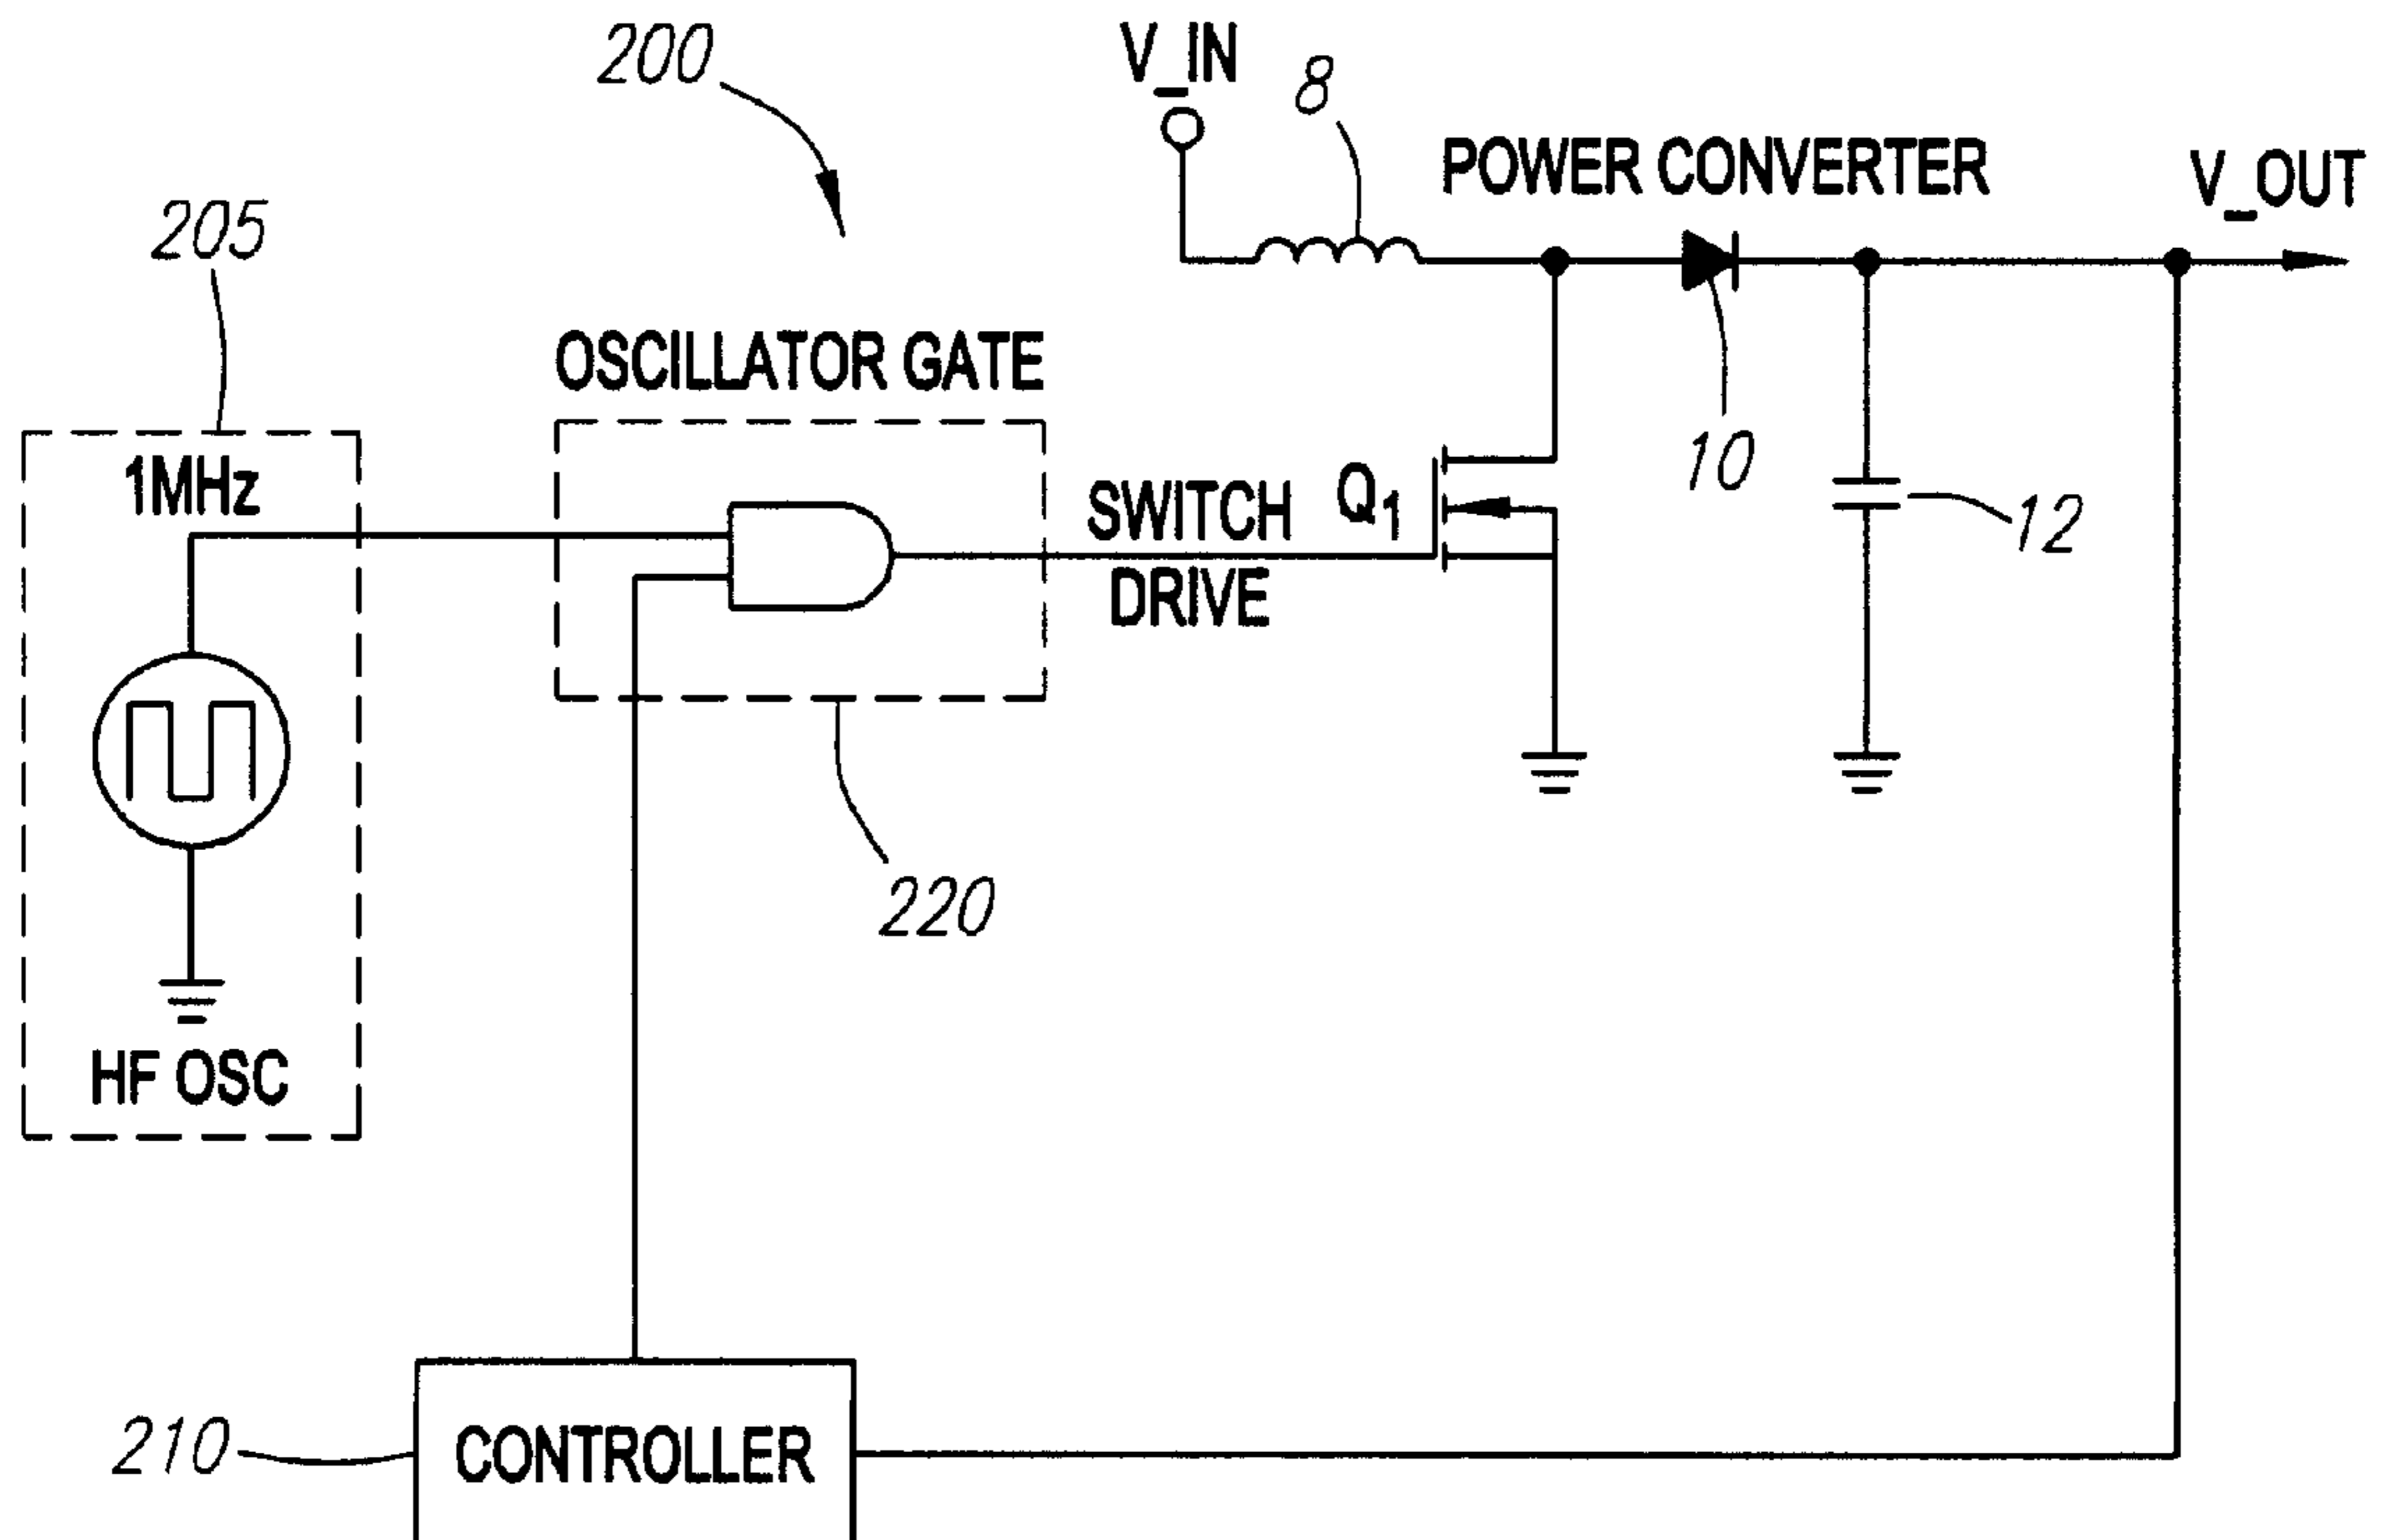 200
V_IN
8
POWER CONVERTER
V_OUT
205
OSCILLATOR GATE
10
1MHz
SWITCH
DRIVE
Q1
12
220
HF OSC
210
CONTROLLER